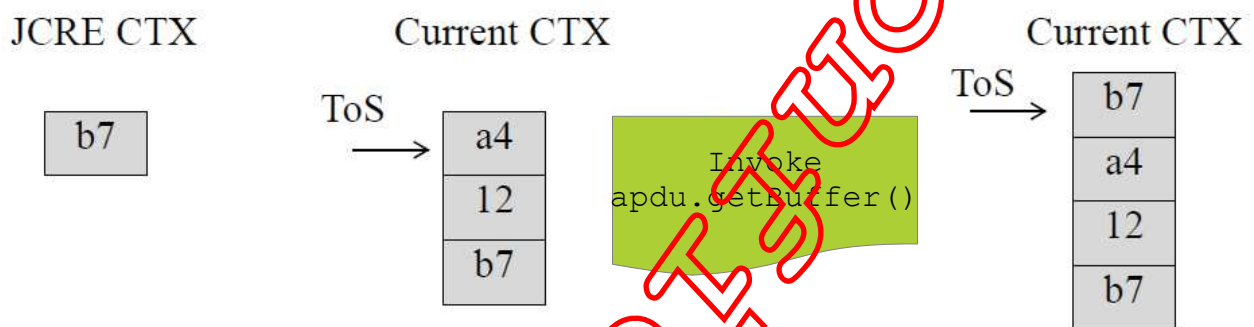 JCRE CTX
Current CTX
Current CTX
ToS
ToS
b7
a4
12
b7
Invoke
apdu.getBuffer()
b7
a4
12
b7